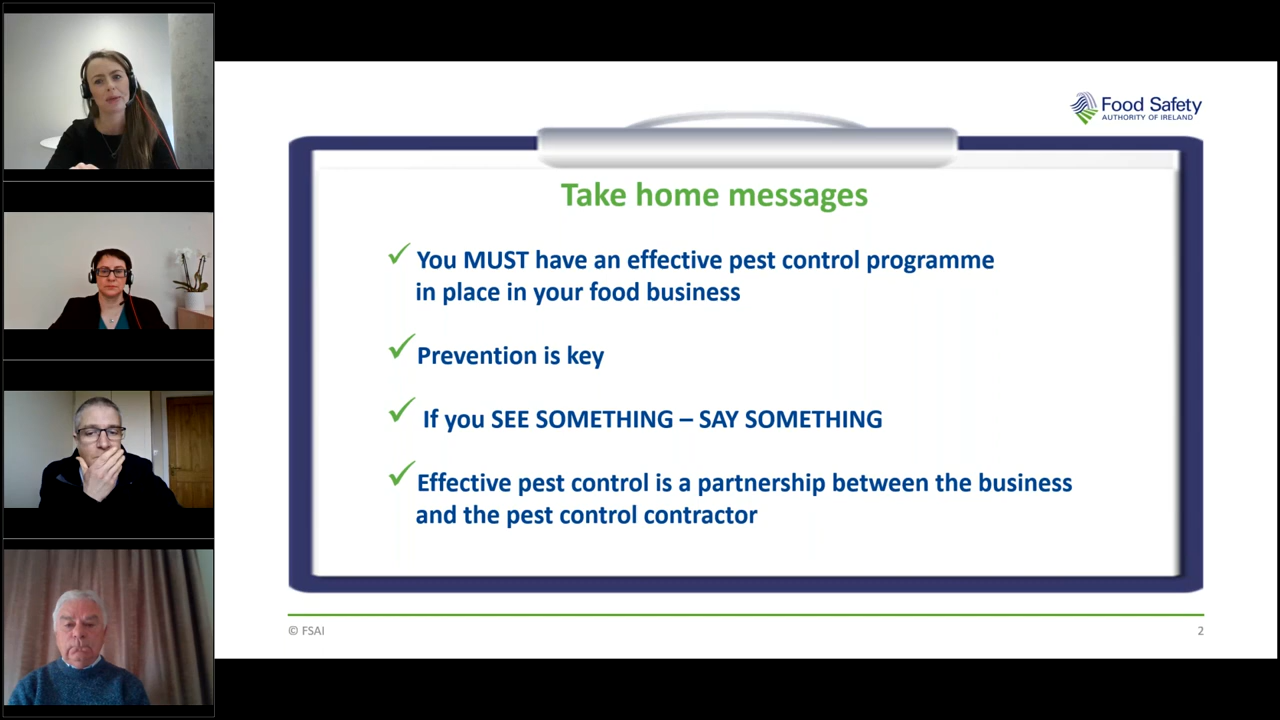 Food Safety
AUTHORITY OF IRELAND
Take home messages
You MUST have an effective pest control programme
in place in your food business
Prevention is key
If you SEE SOMETHING – SAY SOMETHING
Effective pest control is a partnership between the business
and the pest control contractor
© FSAI
2